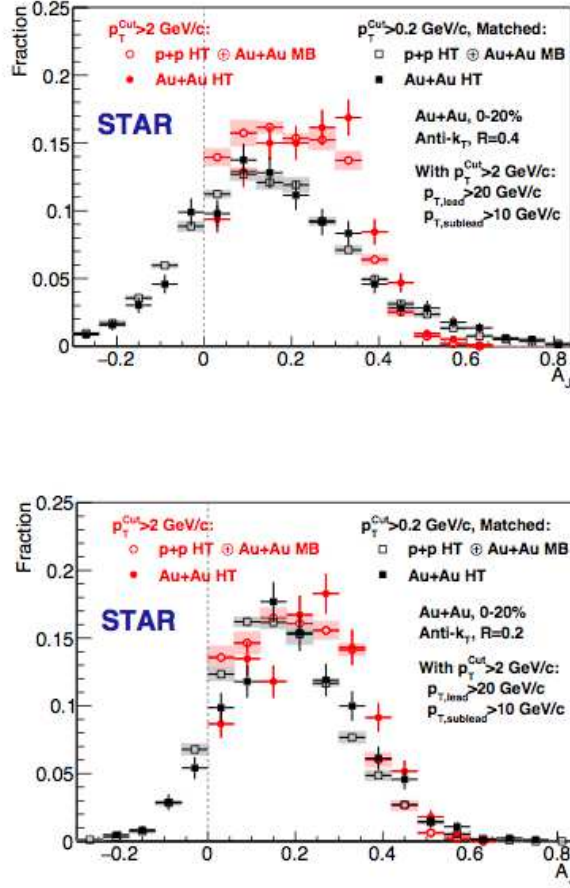 Fraction
0.25
0.2
0.15
0.1
0.05
0
p_T^Cut>2 GeV/c:
p+p HT ⊕ Au+Au MB
Au+Au HT
p_T^Cut>0.2 GeV/c, Matched:
p+p HT ⊕ Au+Au MB
Au+Au HT
STAR
Au+Au, 0-20%
Anti-k_T, R=0.4
With p_T^Cut>2 GeV/c:
p_T,lead>20 GeV/c
p_T,sublead>10 GeV/c
−0.2 0 0.2 0.4 0.6 0.8
A_J
Fraction
0.25
0.2
0.15
0.1
0.05
0
p_T^Cut>2 GeV/c:
p+p HT ⊕ Au+Au MB
Au+Au HT
p_T^Cut>0.2 GeV/c, Matched:
p+p HT ⊕ Au+Au MB
Au+Au HT
STAR
Au+Au, 0-20%
Anti-k_T, R=0.2
With p_T^Cut>2 GeV/c:
p_T,lead>20 GeV/c
p_T,sublead>10 GeV/c
−0.2 0 0.2 0.4 0.6 0.8
A_J